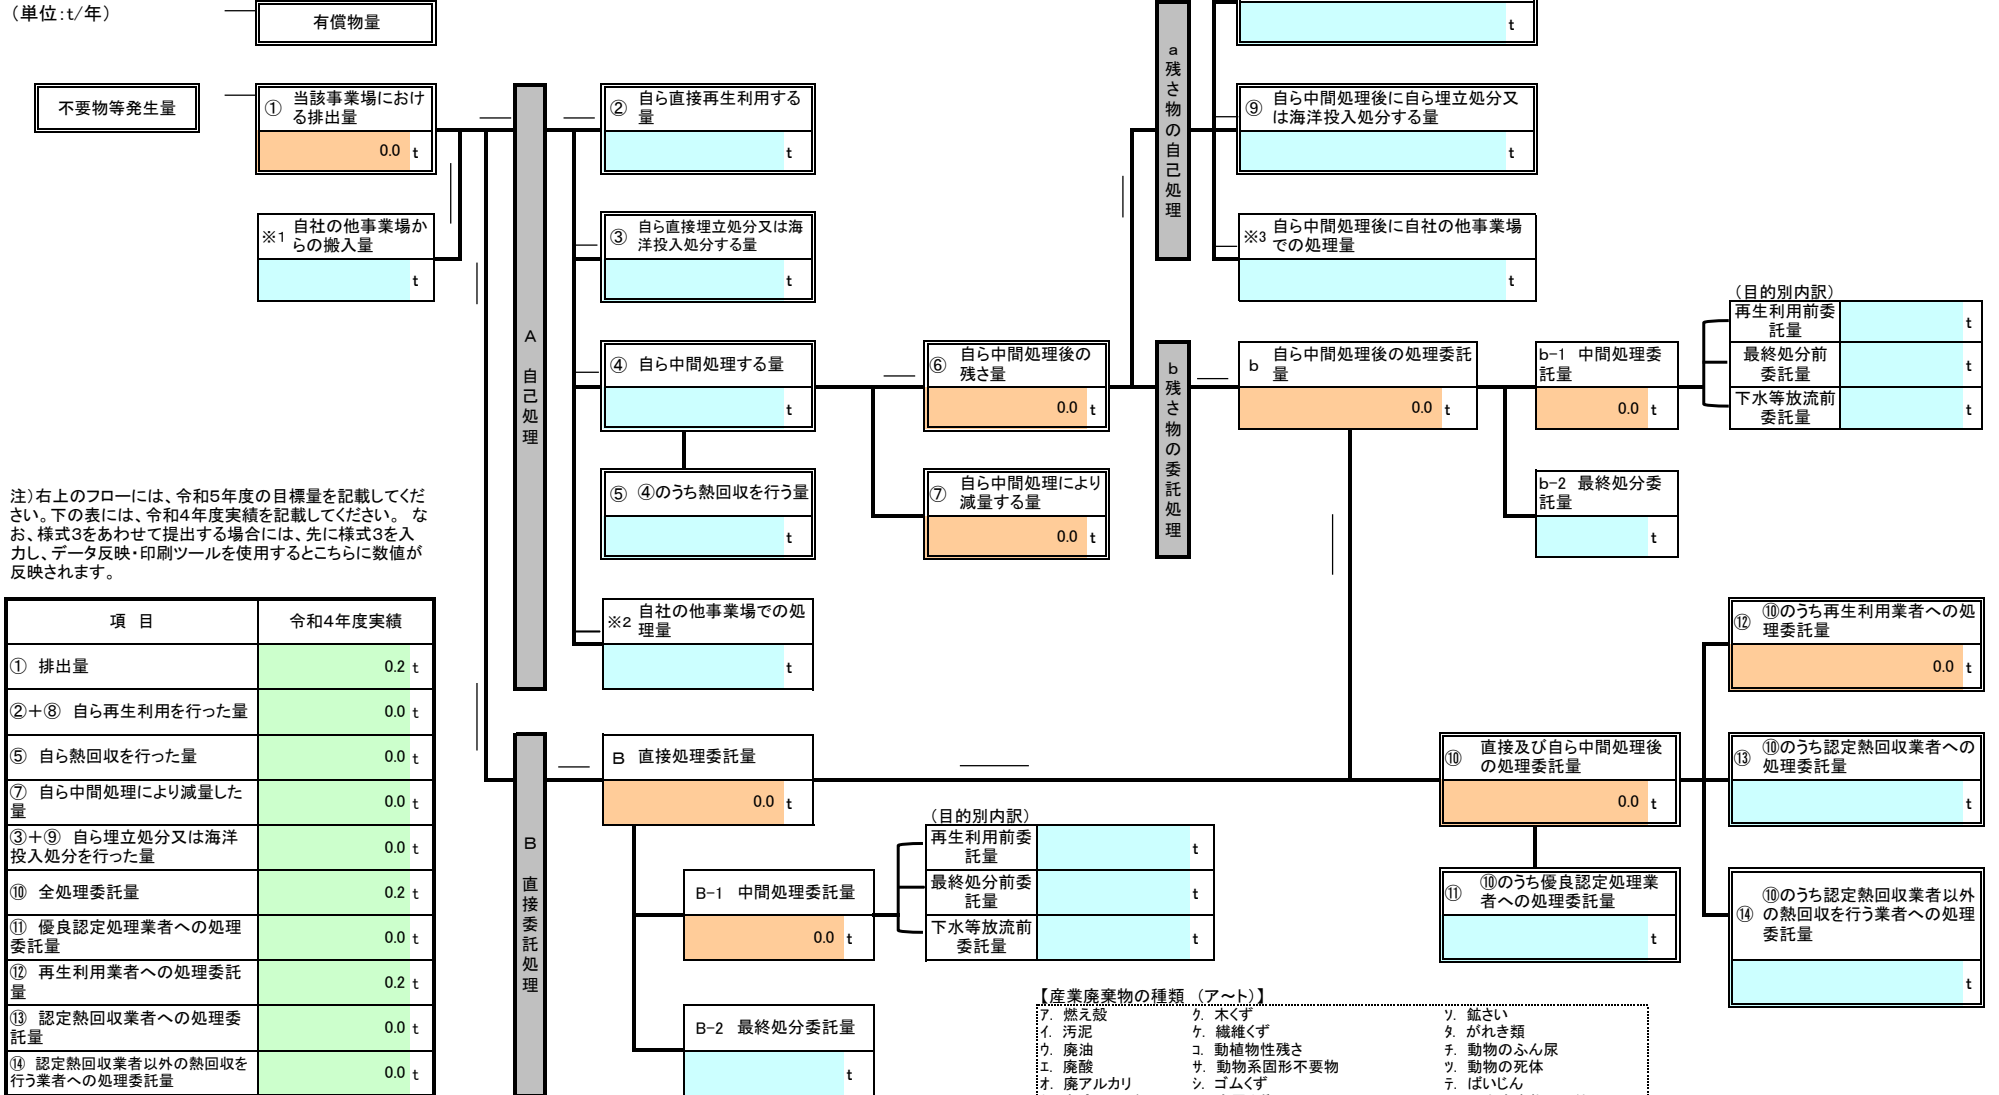 （単位：t/年）
有償物量
t
不要物等発生量
① 当該事業場におけ
る排出量
0.0 t
※1 自社の他事業場か
らの搬入量
t
A 自己処理
② 自ら直接再生利用する
量
t
③ 自ら直接埋立処分又は海
洋投入処分する量
t
④ 自ら中間処理する量
t
⑤ ④のうち熱回収を行う量
t
※2 自社の他事業場での処
理量
t
⑥ 自ら中間処理後の
残さ量
0.0 t
⑦ 自ら中間処理により
減量する量
0.0 t
a残さ物の自己処理
⑨ 自ら中間処理後に自ら埋立処分又
は海洋投入処分する量
t
※3 自ら中間処理後に自社の他事業場
での処理量
t
b残さ物の委託処理
b 自ら中間処理後の処理委託
量
0.0 t
b-1 中間処理委
託量
0.0 t
（目的別内訳）
再生利用前委
託量
t
最終処分前
委託量
t
下水等放流前
委託量
t
b-2 最終処分委
託量
t
注）右上のフローには、令和5年度の目標量を記載してくだ
さい。下の表には、令和4年度実績を記載してください。 な
お、様式3をあわせて提出する場合には、先に様式3を入
力し、データ反映・印刷ツールを使用するとこちらに数値が
反映されます。
項 目 令和4年度実績
① 排出量 0.2 t
②＋⑧ 自ら再生利用を行った量 0.0 t
⑤ 自ら熱回収を行った量 0.0 t
⑦ 自ら中間処理により減量した
量 0.0 t
③＋⑨ 自ら埋立処分又は海洋
投入処分を行った量 0.0 t
⑩ 全処理委託量 0.2 t
⑪ 優良認定処理業者への処理
委託量 0.0 t
⑫ 再生利用業者への処理委託
量 0.2 t
⑬ 認定熱回収業者への処理委
託量 0.0 t
⑭ 認定熱回収業者以外の熱回収を
行う業者への処理委託量 0.0 t
B 直接委託処理
B 直接処理委託量
0.0 t
B-1 中間処理委託量
0.0 t
（目的別内訳）
再生利用前委
託量
t
最終処分前委
託量
t
下水等放流前
委託量
t
B-2 最終処分委託量
t
⑩ 直接及び自ら中間処理後
の処理委託量
0.0 t
⑪ ⑩のうち優良認定処理業
者への処理委託量
t
⑫ ⑩のうち再生利用業者への処
理委託量
0.0 t
⑬ ⑩のうち認定熱回収業者への
処理委託量
t
⑭ ⑩のうち認定熱回収業者以外
の熱回収を行う業者への処理
委託量
t
【産業廃棄物の種類 （ア～ト）】
ア. 燃え殻 ク. 木くず ソ. 鉱さい
イ. 汚泥 ケ. 繊維くず タ. がれき類
ウ. 廃油 コ. 動植物性残さ チ. 動物のふん尿
エ. 廃酸 サ. 動物系固形不要物 ツ. 動物の死体
オ. 廃アルカリ シ. ゴムくず テ. ばいじん